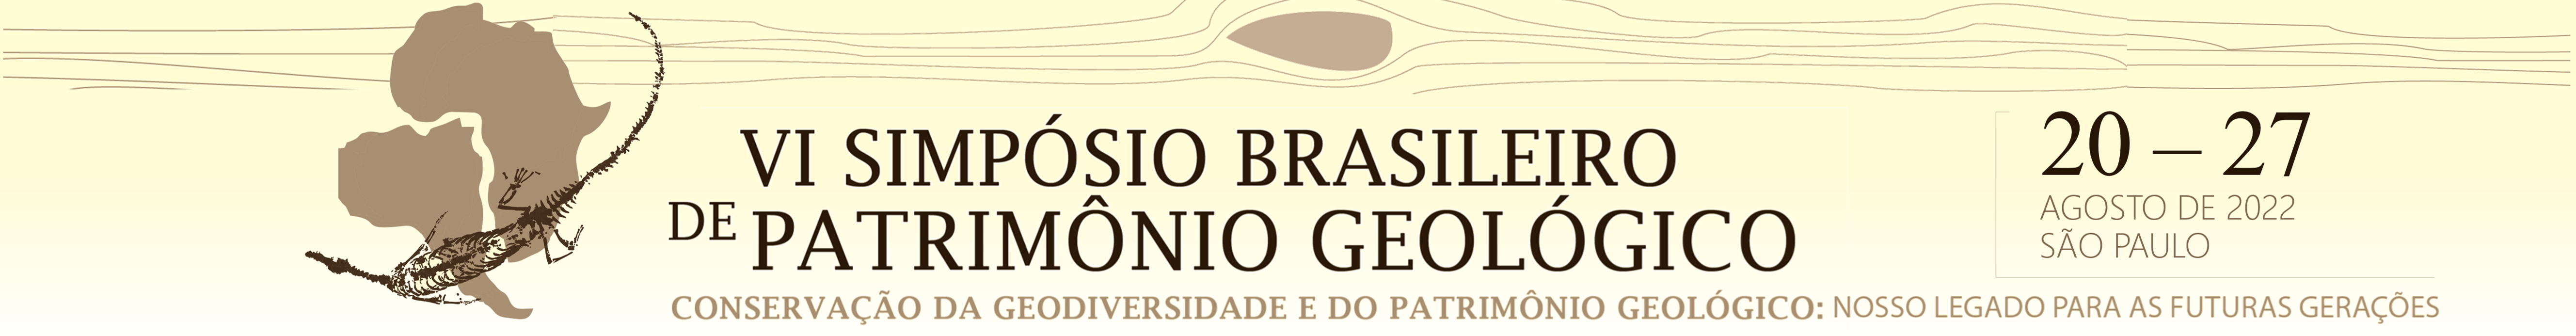 VI SIMPÓSIO BRASILEIRO
DE PATRIMÔNIO GEOLÓGICO
CONSERVAÇÃO DA GEODIVERSIDADE E DO PATRIMÔNIO GEOLÓGICO: NOSSO LEGADO PARA AS FUTURAS GERAÇÕES
20 – 27
AGOSTO DE 2022
SÃO PAULO